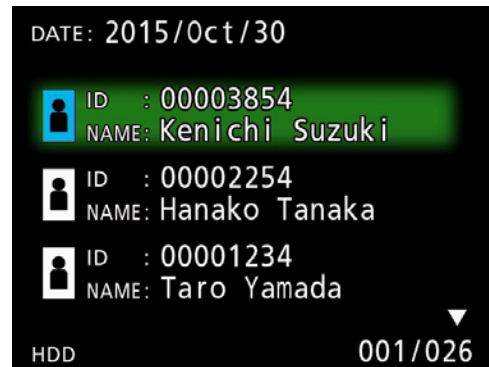 DATE: 2015/Oct/30
ID : 00003854
NAME: Kenichi Suzuki
ID : 00002254
NAME: Hanako Tanaka
ID : 00001234
NAME: Taro Yamada
HDD 001/026